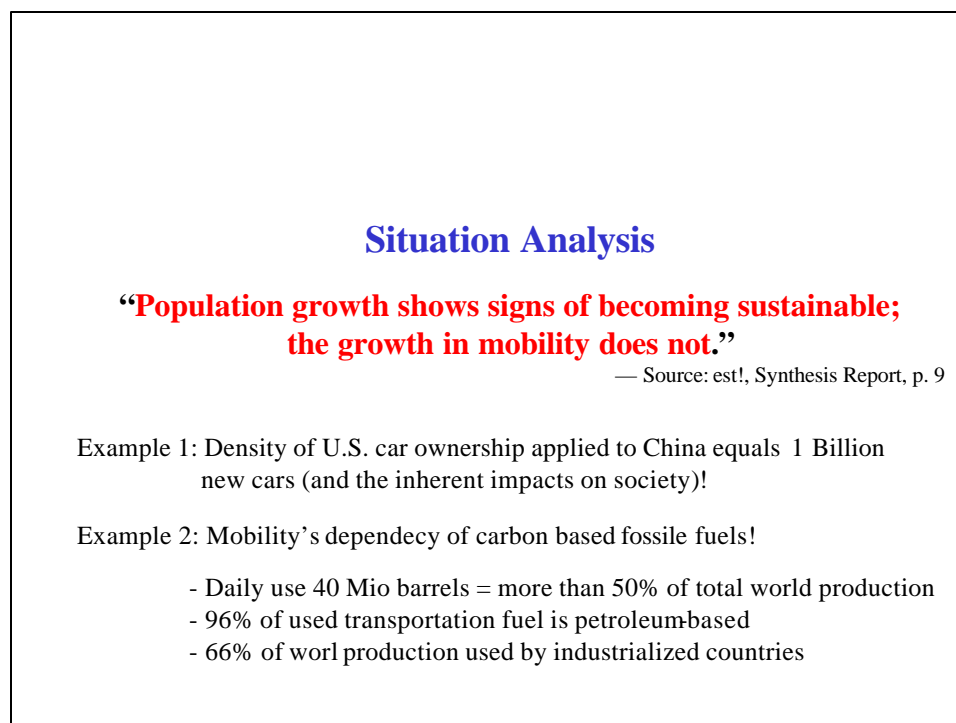 Situation Analysis
“Population growth shows signs of becoming sustainable;
the growth in mobility does not.”
— Source: est!, Synthesis Report, p. 9
Example 1: Density of U.S. car ownership applied to China equals 1 Billion
new cars (and the inherent impacts on society)!
Example 2: Mobility’s dependecy of carbon based fossile fuels!
- Daily use 40 Mio barrels = more than 50% of total world production
- 96% of used transportation fuel is petroleum-based
- 66% of worl production used by industrialized countries